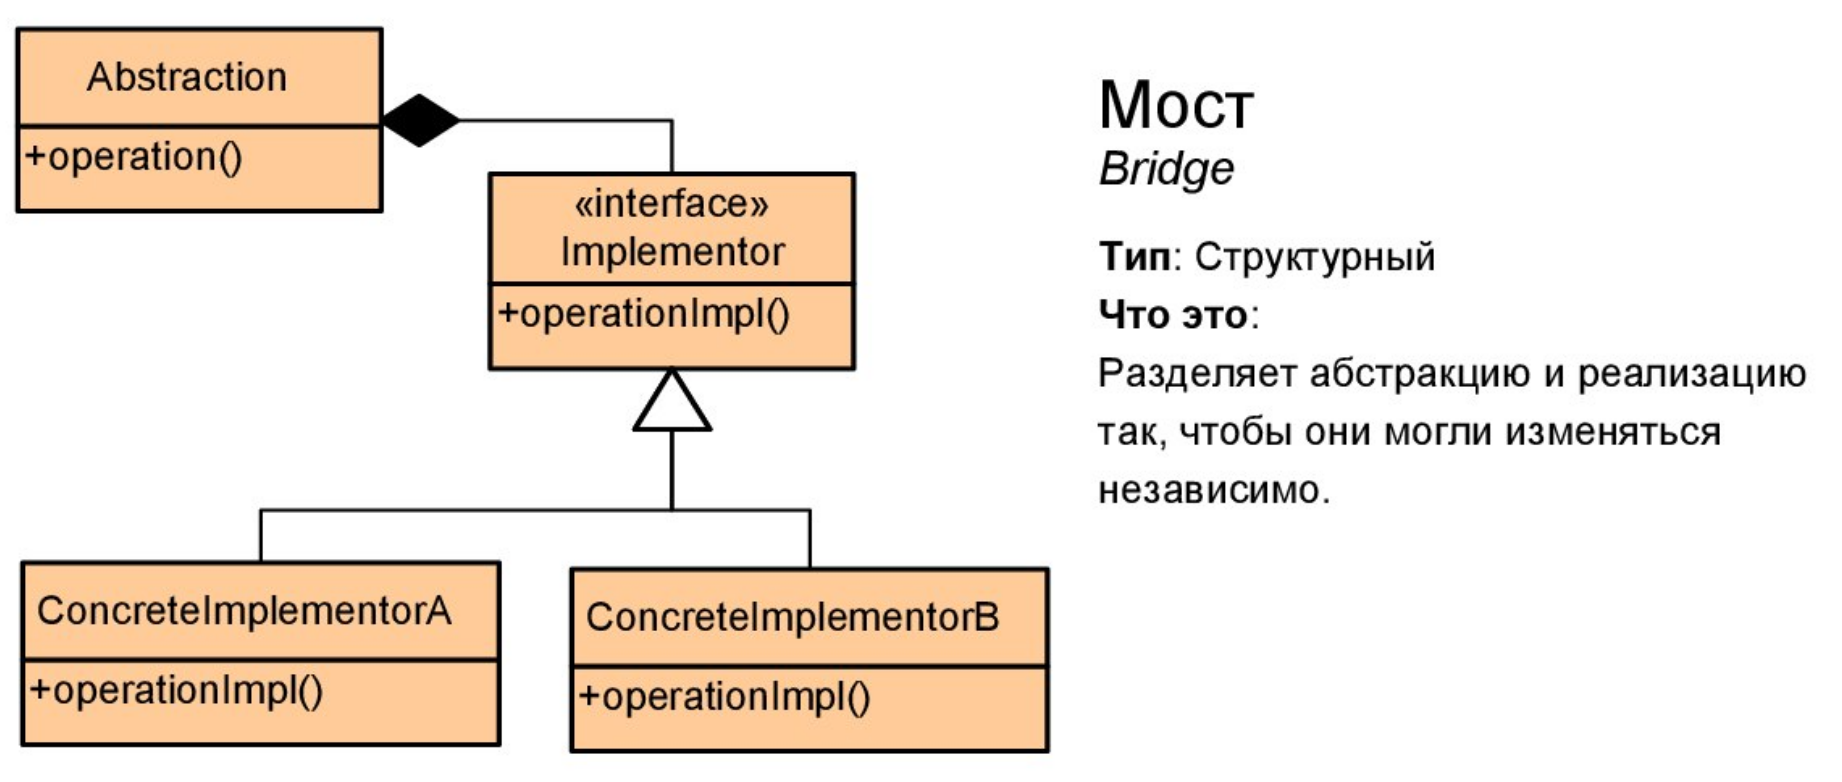 Abstraction
+operation()
«interface»
Implementor
+operationImpl()
ConcreteImplementorA
+operationImpl()
ConcreteImplementorB
+operationImpl()
Мост
Bridge
Тип: Структурный
Что это:
Разделяет абстракцию и реализацию
так, чтобы они могли изменяться
независимо.